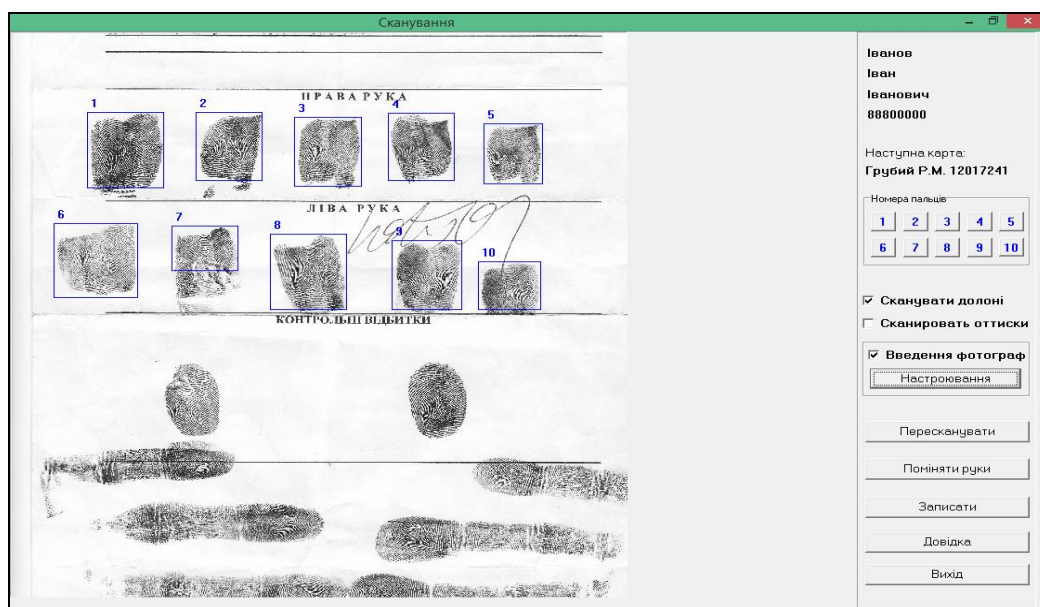 Сканування
ПРАВА РУКА
1 2 3 4 5
ЛІВА РУКА
6 7 8 9 10
КОНТРОЛЬНІ ВІДБИТКИ
Іванов
Іван
Іванович
88800000
Наступна карта:
Грубий Р.М. 12017241
Номера пальців
1 2 3 4 5
6 7 8 9 10
Сканувати долоні
Сканировать оттиски
Введення фотограф
Настроювання
Пересканувати
Поміняти руки
Записати
Довідка
Вихід